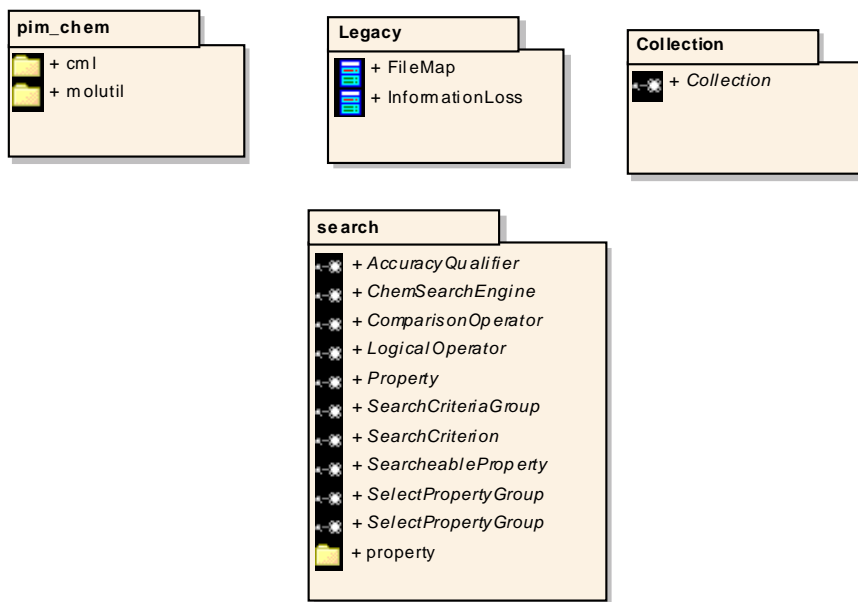 pim_chem
+ cml
+ molutil
Legacy
+ FileMap
+ InformationLoss
Collection
+ Collection
search
+ AccuracyQualifier
+ ChemSearchEngine
+ ComparisonOperator
+ LogicalOperator
+ Property
+ SearchCriteriaGroup
+ SearchCriterion
+ SearcheableProperty
+ SelectPropertyGroup
+ SelectPropertyGroup
+ property